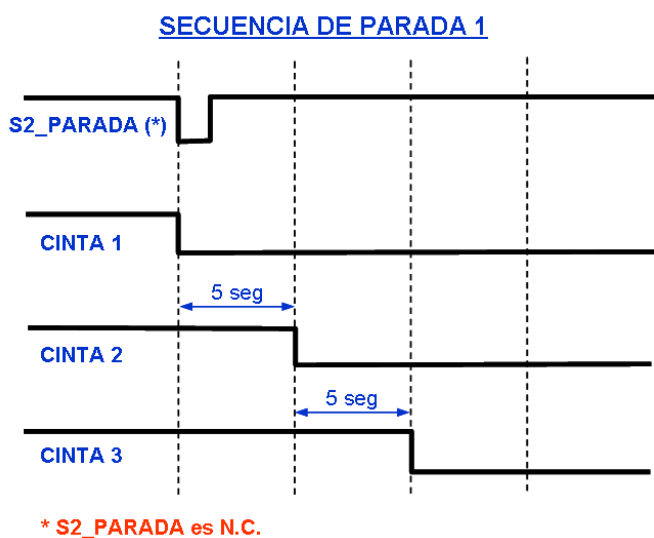 SECUENCIA DE PARADA 1
S2_PARADA (*)
CINTA 1
5 seg
CINTA 2
5 seg
CINTA 3
* S2_PARADA es N.C.